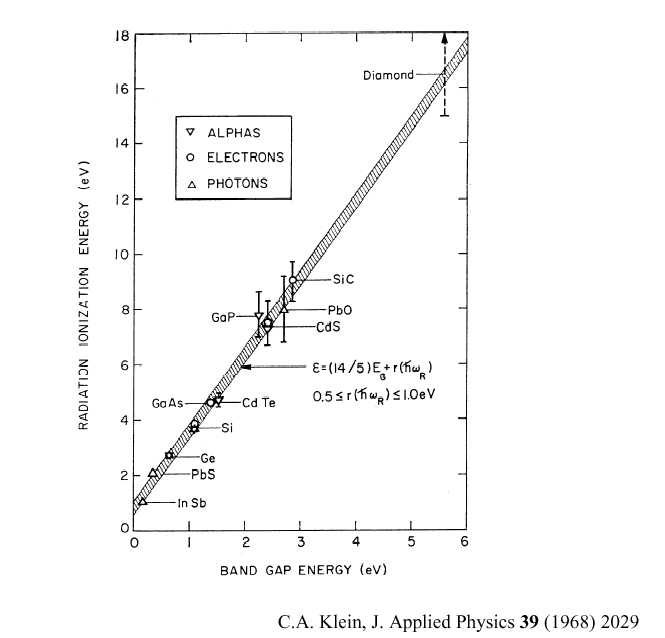 18
16
14
12
10
8
6
4
2
0
RADIATION IONIZATION ENERGY (eV)
▽ ALPHAS
○ ELECTRONS
△ PHOTONS
Diamond
SiC
GaP
PbO
CdS
ε=(14/5)E_G+r(ℏω_R)
0.5≤r(ℏω_R)≤1.0eV
GaAs
Cd Te
Si
Ge
PbS
In Sb
0 1 2 3 4 5 6
BAND GAP ENERGY (eV)
C.A. Klein, J. Applied Physics 39 (1968) 2029